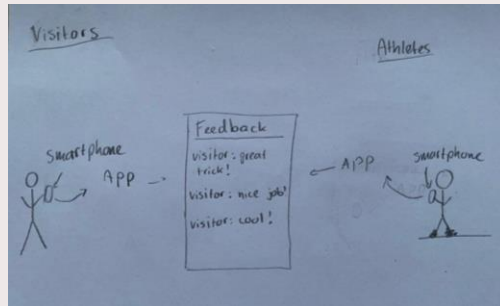 Visitors
Athletes
Feedback
visitor: great
trick!
visitor: nice job!
visitor: cool!
smartphone
APP
APP
smartphone